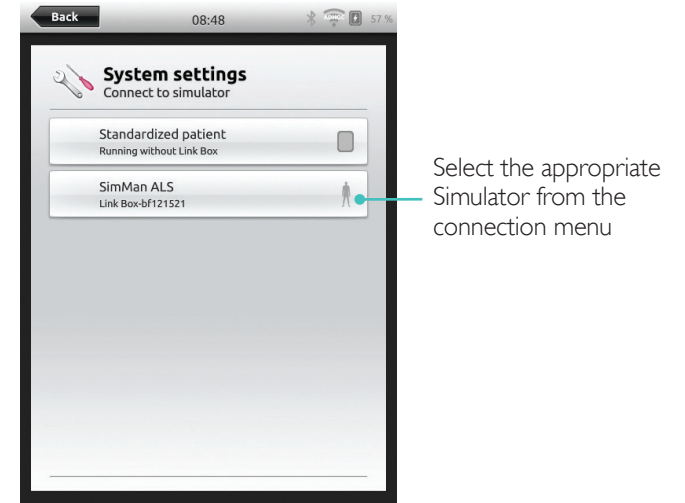 Back
08:48
ADHOC
57 %
System settings
Connect to simulator
Standardized patient
Running without Link Box
SimMan ALS
Link Box-bf121521
Select the appropriate
Simulator from the
connection menu